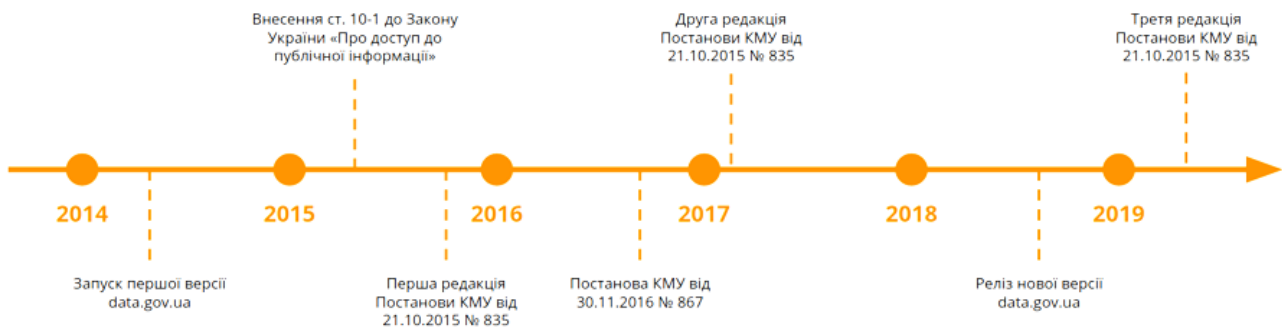 Внесення ст. 10-1 до Закону
України «Про доступ до
публічної інформації»
Друга редакція
Постанови КМУ від
21.10.2015 № 835
Третя редакція
Постанови КМУ від
21.10.2015 № 835
2014
2015
2016
2017
2018
2019
Запуск першої версії
data.gov.ua
Перша редакція
Постанови КМУ від
21.10.2015 № 835
Постанова КМУ від
30.11.2016 № 867
Реліз нової версії
data.gov.ua